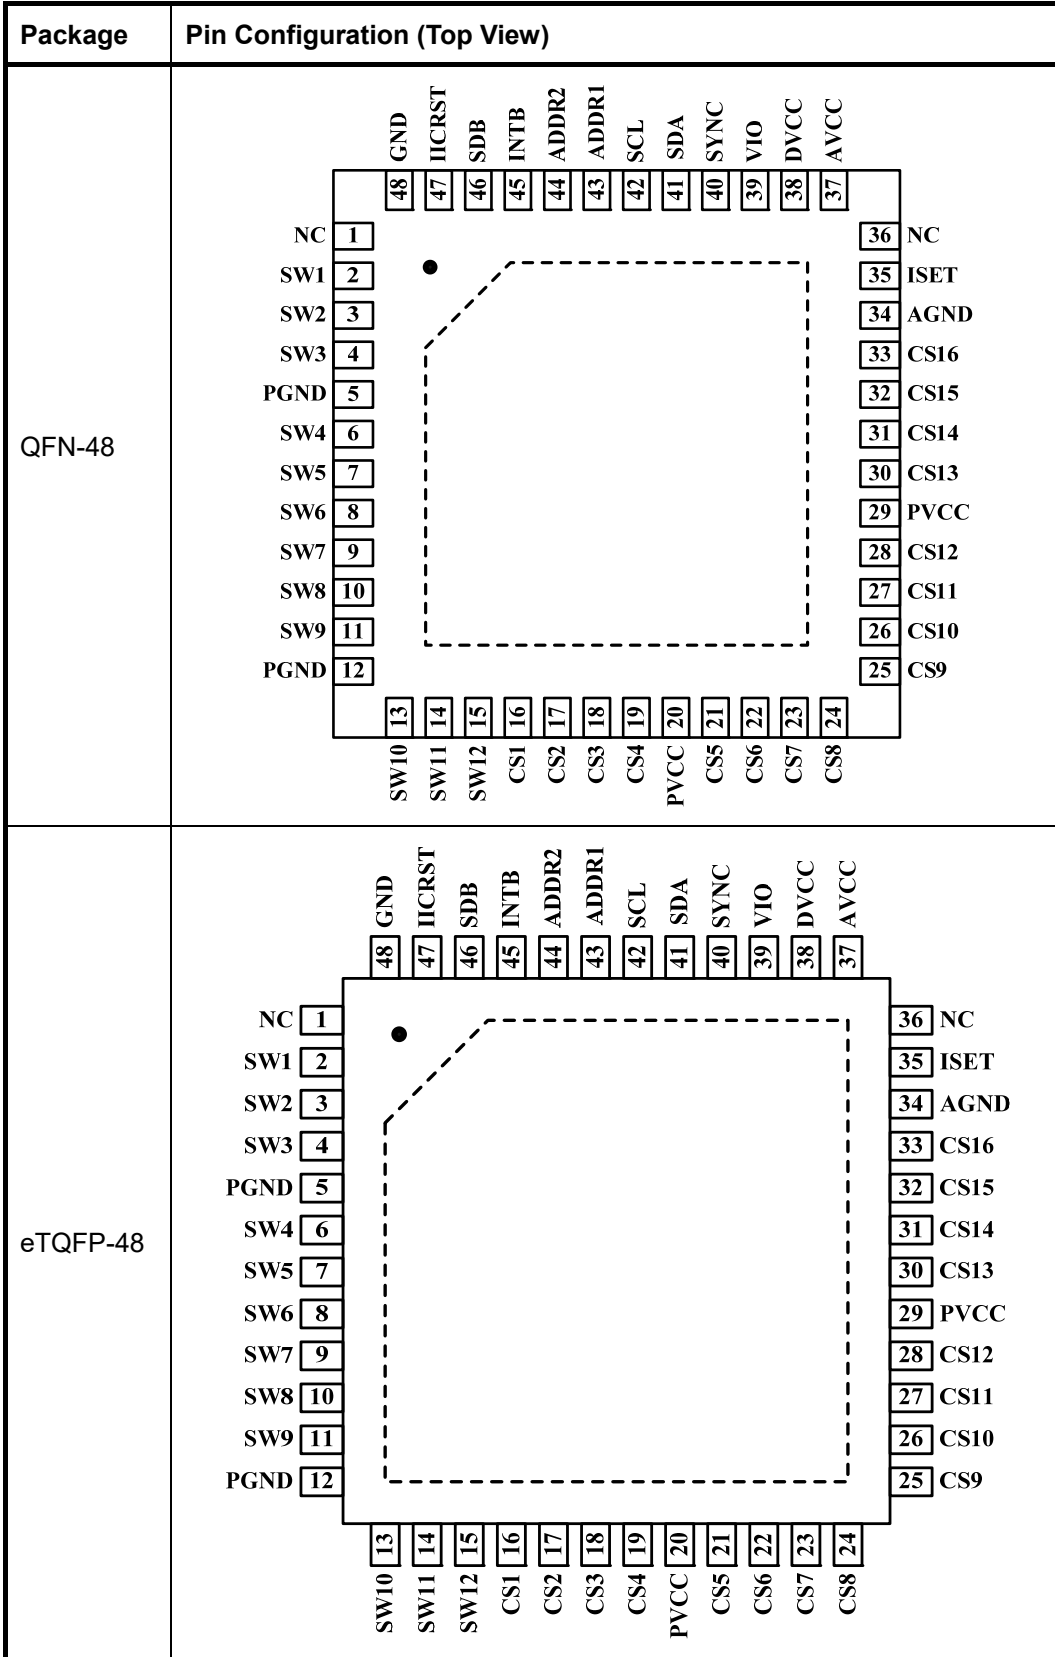 Package Pin Configuration (Top View)
QFN-48
GND IICRST SDB INTB ADDR2 ADDR1 SCL SDA SYNC VIO DVCC AVCC
48 47 46 45 44 43 42 41 40 39 38 37
NC 1 36 NC
SW1 2 35 ISET
SW2 3 34 AGND
SW3 4 33 CS16
PGND 5 32 CS15
SW4 6 31 CS14
SW5 7 30 CS13
SW6 8 29 PVCC
SW7 9 28 CS12
SW8 10 27 CS11
SW9 11 26 CS10
PGND 12 25 CS9
13 14 15 16 17 18 19 20 21 22 23 24
SW10 SW11 SW12 CS1 CS2 CS3 CS4 PVCC CS5 CS6 CS7 CS8
eTQFP-48
GND IICRST SDB INTB ADDR2 ADDR1 SCL SDA SYNC VIO DVCC AVCC
48 47 46 45 44 43 42 41 40 39 38 37
NC 1 36 NC
SW1 2 35 ISET
SW2 3 34 AGND
SW3 4 33 CS16
PGND 5 32 CS15
SW4 6 31 CS14
SW5 7 30 CS13
SW6 8 29 PVCC
SW7 9 28 CS12
SW8 10 27 CS11
SW9 11 26 CS10
PGND 12 25 CS9
13 14 15 16 17 18 19 20 21 22 23 24
SW10 SW11 SW12 CS1 CS2 CS3 CS4 PVCC CS5 CS6 CS7 CS8